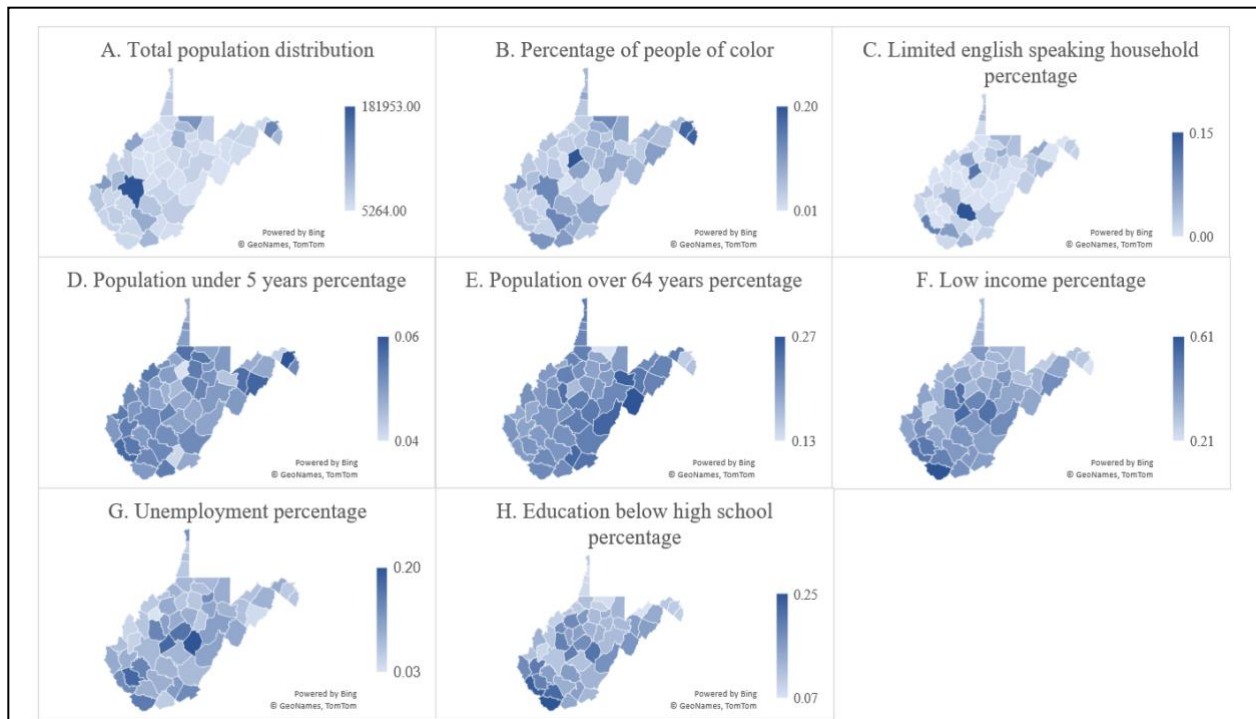 A. Total population distribution
181953.00
5264.00
Powered by Bing
© GeoNames, TomTom
B. Percentage of people of color
0.20
0.01
Powered by Bing
© GeoNames, TomTom
C. Limited english speaking household
percentage
0.15
0.00
Powered by Bing
© GeoNames, TomTom
D. Population under 5 years percentage
0.06
0.04
Powered by Bing
© GeoNames, TomTom
E. Population over 64 years percentage
0.27
0.13
Powered by Bing
© GeoNames, TomTom
F. Low income percentage
0.61
0.21
Powered by Bing
© GeoNames, TomTom
G. Unemployment percentage
0.20
0.03
Powered by Bing
© GeoNames, TomTom
H. Education below high school
percentage
0.25
0.07
Powered by Bing
© GeoNames, TomTom